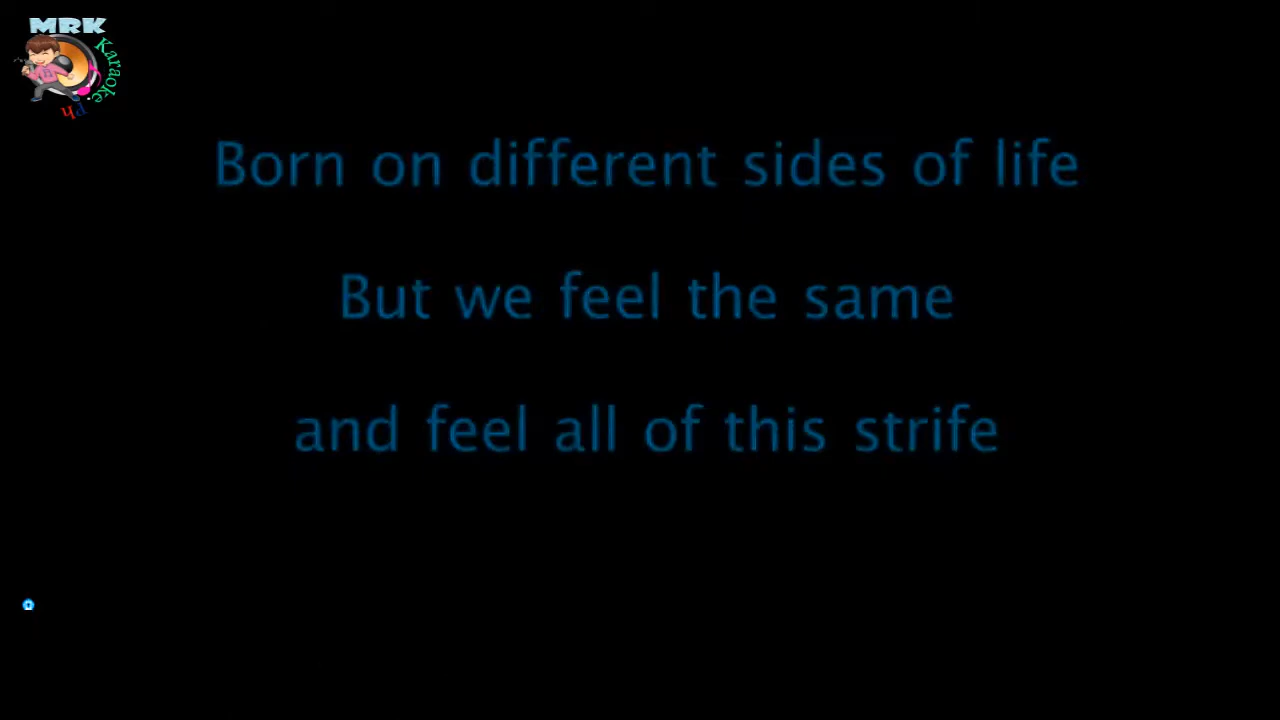 MRK
Karaoke.ph
Born on different sides of life
But we feel the same
and feel all of this strife